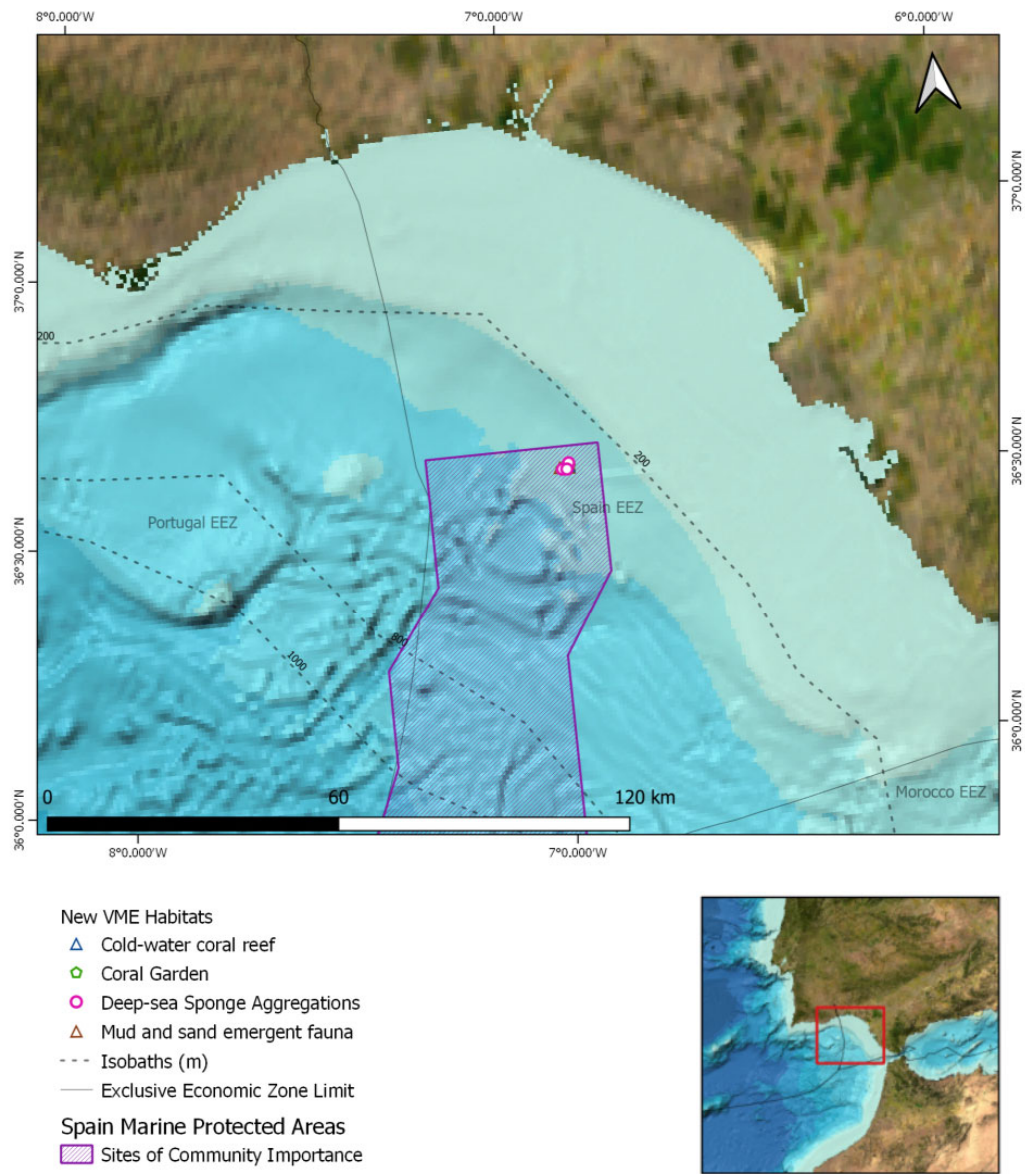 8°0.000'W 7°0.000'W 6°0.000'W
37°0.000'N
37°0.000'N
200
36°30.000'N
200
Spain EEZ
Portugal EEZ
36°30.000'N
800
1000
36°0.000'N
Morocco EEZ
0 60 120 km
36°0.000'N
8°0.000'W 7°0.000'W
New VME Habitats
Cold-water coral reef
Coral Garden
Deep-sea Sponge Aggregations
Mud and sand emergent fauna
Isobaths (m)
Exclusive Economic Zone Limit
Spain Marine Protected Areas
Sites of Community Importance